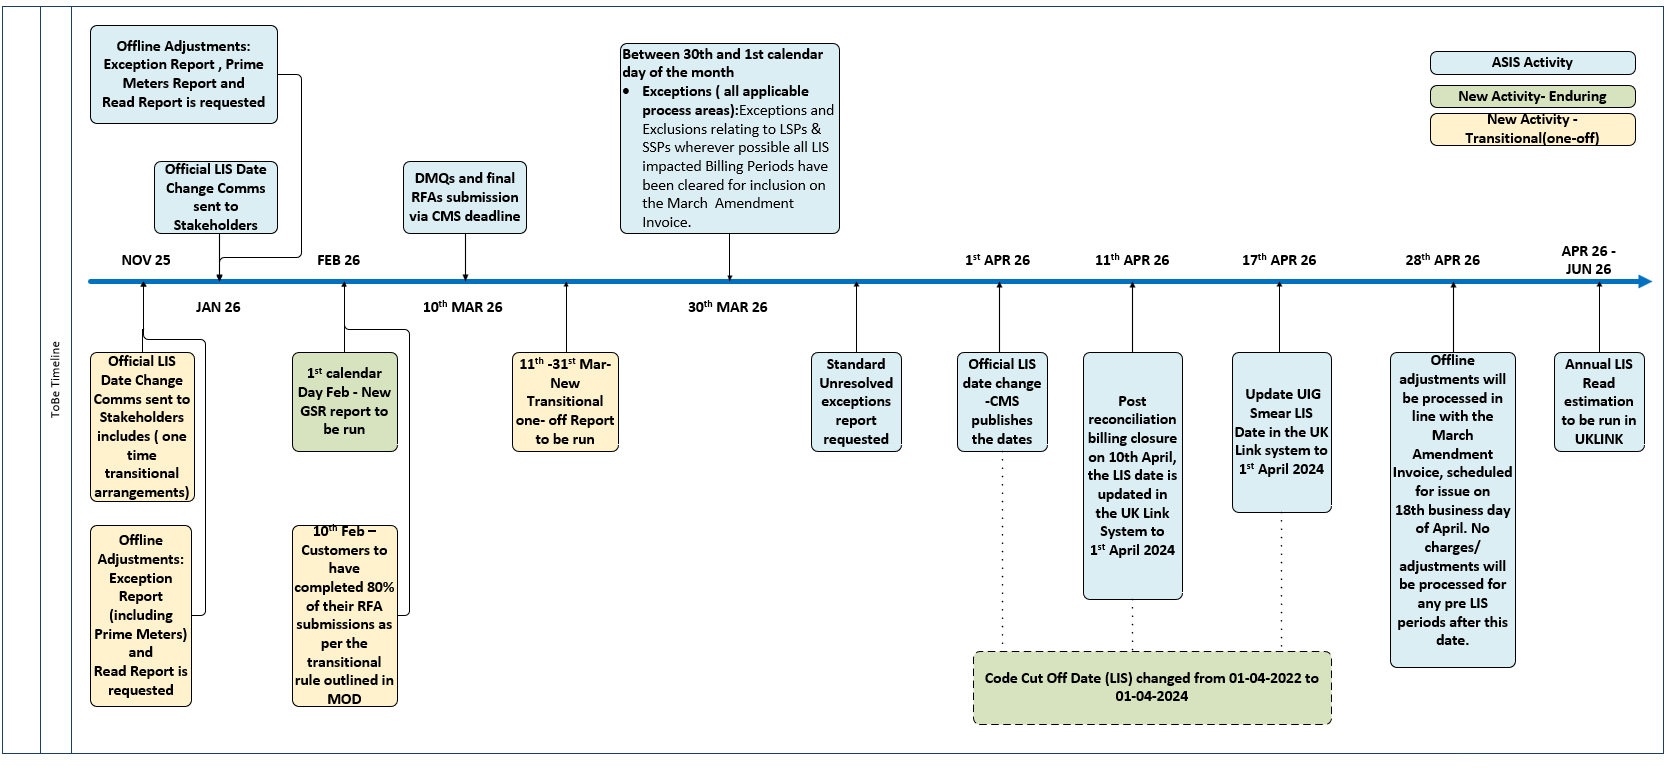 Offline Adjustments:
Exception Report , Prime
Meters Report and
Read Report is requested
Between 30th and 1st calendar
day of the month
• Exceptions ( all applicable
process areas):Exceptions and
Exclusions relating to LSPs &
SSPs wherever possible all LIS
impacted Billing Periods have
been cleared for inclusion on
the March Amendment
Invoice.
ASIS Activity
New Activity- Enduring
New Activity -
Transitional(one-off)
Official LIS Date
Change Comms
sent to
Stakeholders
DMQs and final
RFAs submission
via CMS deadline
NOV 25
FEB 26
1st APR 26
11th APR 26
17th APR 26
28th APR 26
APR 26 -
JUN 26
JAN 26
10th MAR 26
30th MAR 26
ToBe Timeline
Official LIS
Date Change
Comms sent to
Stakeholders
includes ( one
time
transitional
arrangements)
1st calendar
Day Feb - New
GSR report to
be run
11th -31st Mar-
New
Transitional
one- off Report
to be run
Standard
Unresolved
exceptions
report
requested
Official LIS
date change
-CMS
publishes
the dates
Post
reconciliation
billing closure
on 10th April,
the LIS date is
updated in
the UK Link
System to
1st April 2024
Update UIG
Smear LIS
Date in the UK
Link system to
1st April 2024
Offline
adjustments will
be processed in
line with the
March
Amendment
Invoice, scheduled
for issue on
18th business day
of April. No
charges/
adjustments will
be processed for
any pre LIS
periods after this
date.
Annual LIS
Read
estimation
to be run in
UKLINK
Offline
Adjustments:
Exception
Report
(including
Prime Meters)
and
Read Report is
requested
10th Feb –
Customers to
have
completed 80%
of their RFA
submissions as
per the
transitional
rule outlined in
MOD
Code Cut Off Date (LIS) changed from 01-04-2022 to
01-04-2024